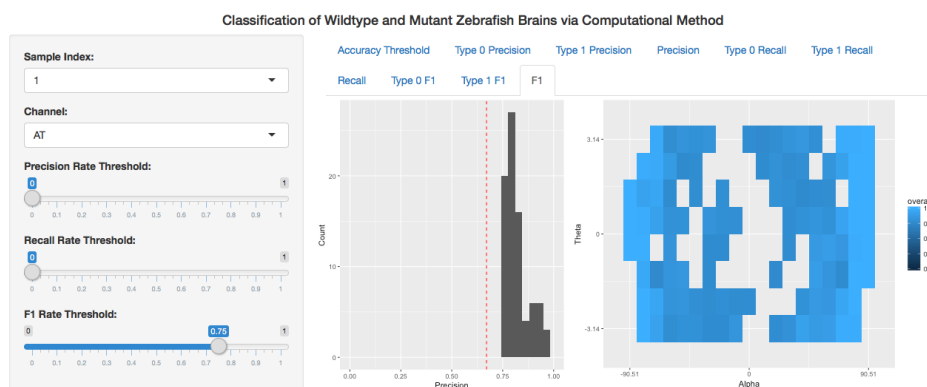 Classification of Wildtype and Mutant Zebrafish Brains via Computational Method
Sample Index:
1
Channel:
AT
Precision Rate Threshold:
0 1
0 0.1 0.2 0.3 0.4 0.5 0.6 0.7 0.8 0.9 1
Recall Rate Threshold:
0 1
0 0.1 0.2 0.3 0.4 0.5 0.6 0.7 0.8 0.9 1
F1 Rate Threshold:
0 0.75 1
0 0.1 0.2 0.3 0.4 0.5 0.6 0.7 0.8 0.9 1
Accuracy Threshold Type 0 Precision Type 1 Precision Precision Type 0 Recall Type 1 Recall
Recall Type 0 F1 Type 1 F1 F1
Count
20
10
0
0.00 0.25 0.50 0.75 1.00
Precision
Theta
3.14
0
-3.14
-90.51 0 90.51
Alpha
overa
1